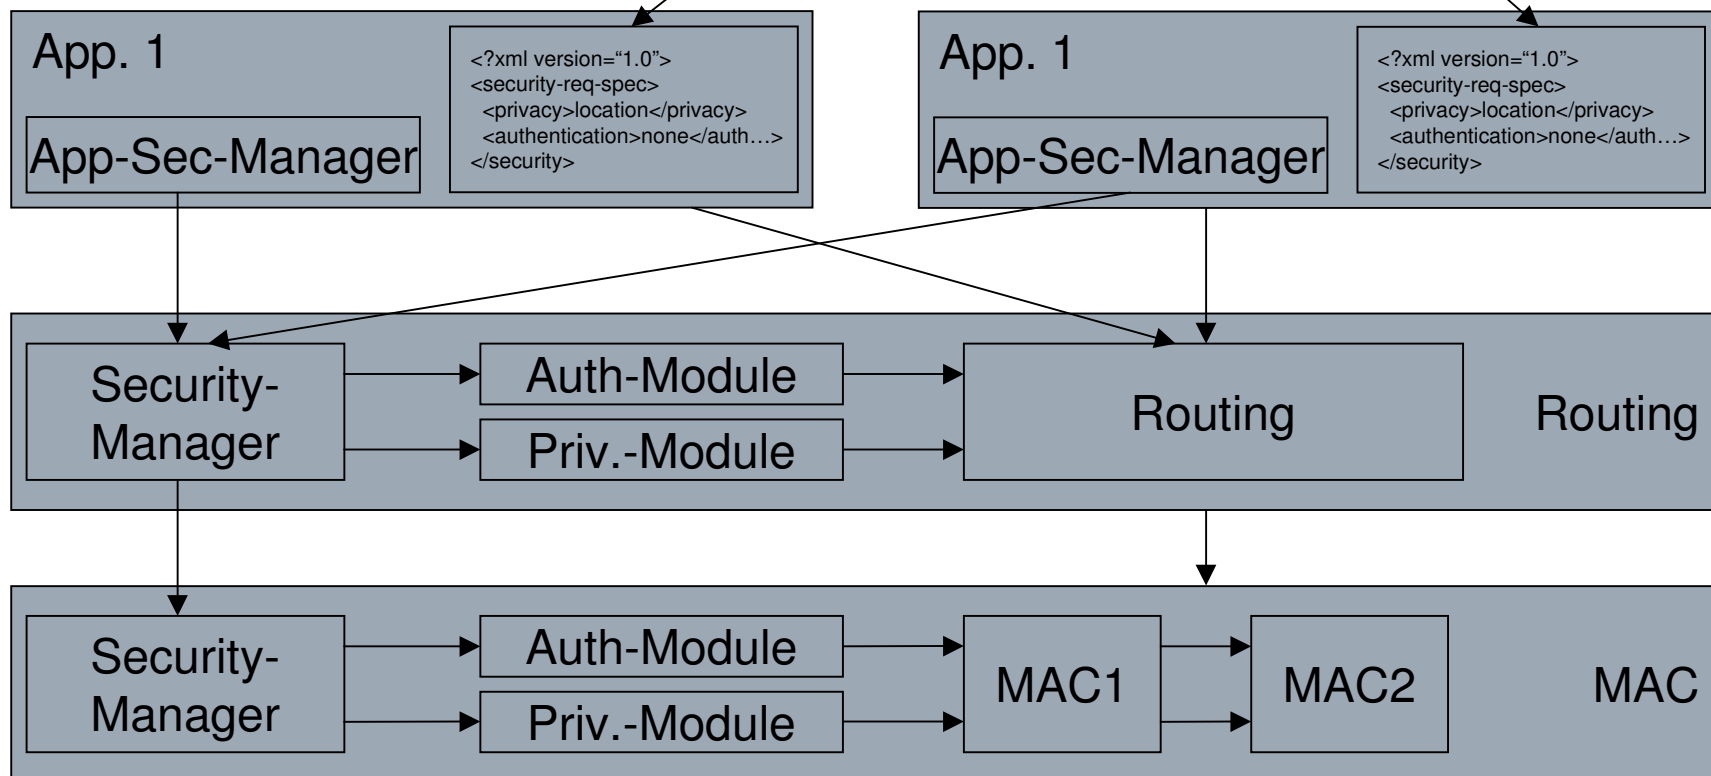 App. 1
<?xml version=“1.0”>
<security-req-spec>
<privacy>location</privacy>
<authentication>none</auth…>
</security>
App-Sec-Manager
App. 1
<?xml version=“1.0”>
<security-req-spec>
<privacy>location</privacy>
<authentication>none</auth…>
</security>
App-Sec-Manager
Security-
Manager
Auth-Module
Priv.-Module
Routing
Routing
Security-
Manager
Auth-Module
Priv.-Module
MAC1
MAC2
MAC